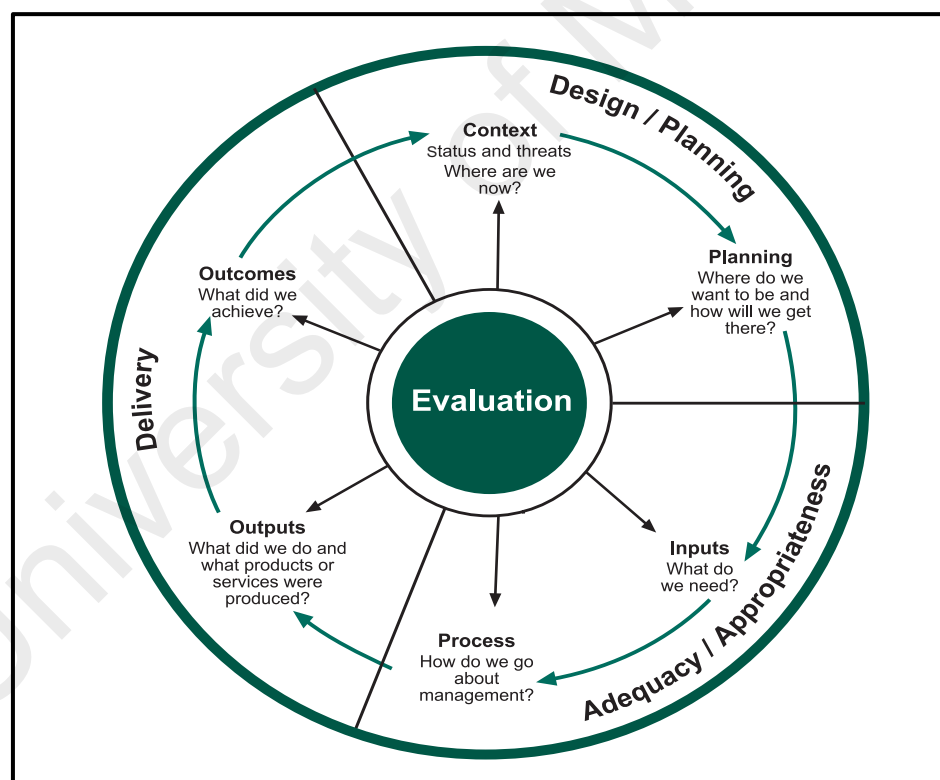 Design / Planning
Context
Status and threats
Where are we
now?
Planning
Where do we
want to be and
how will we get
there?
Outcomes
What did we
achieve?
Delivery
Evaluation
Outputs
What did we do and
what products or
services were
produced?
Inputs
What do
we need?
Process
How do we go
about
management?
Adequacy / Appropriateness
University of M